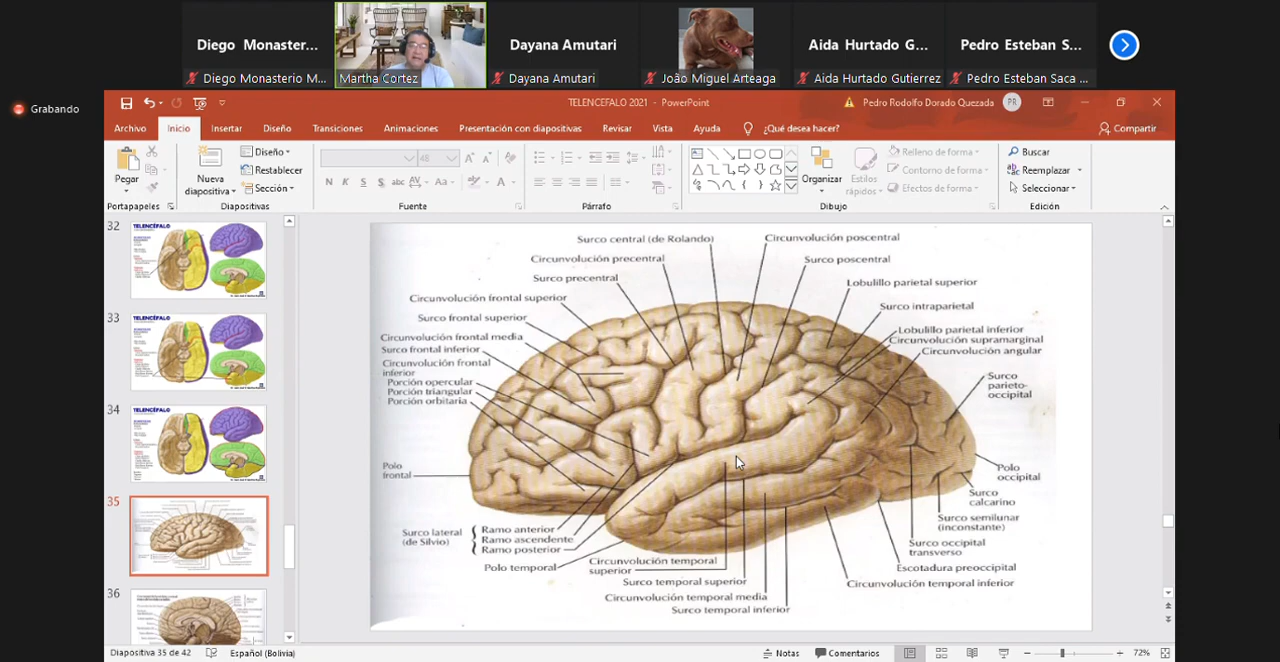 Diego Monaster...
Dayana Amutari
Aida Hurtado G...
Pedro Esteban S...
Diego Monasterio M...
Martha Cortez
Dayana Amutari
João Miguel Arteaga
Aida Hurtado Gutierrez
Pedro Esteban Saca ...
Grabando
TELENCEFALO 2021 - PowerPoint
Pedro Rodolfo Dorado Quezada
PR
Archivo
Inicio
Insertar
Diseño
Transiciones
Animaciones
Presentación con diapositivas
Revisar
Vista
Ayuda
¿Qué desea hacer?
Compartir
Pegar
Nueva
diapositiva
Diseño
Restablecer
Sección
48
N K S S abc AV Aa
A
Organizar
Estilos
rápidos
Relleno de forma
Contorno de forma
Efectos de forma
Buscar
Reemplazar
Seleccionar
Portapapeles
Diapositivas
Fuente
Párrafo
Dibujo
Edición
32
TELENCÉFALO
33
TELENCÉFALO
34
TELENCÉFALO
35
36
Surco central (de Rolando)
Circunvolución poscentral
Circunvolución precentral
Surco poscentral
Surco precentral
Lobulillo parietal superior
Circunvolución frontal superior
Surco intraparietal
Surco frontal superior
Lobulillo parietal inferior
Circunvolución frontal media
Circunvolución supramarginal
Surco frontal inferior
Circunvolución angular
Circunvolución frontal
inferior
Porción opercular
Porción triangular
Porción orbitaria
Surco
parieto-
occipital
Polo
frontal
Polo
occipital
Surco
calcarino
Surco semilunar
(inconstante)
Surco lateral
(de Silvio)
Ramo anterior
Ramo ascendente
Ramo posterior
Surco occipital
transverso
Polo temporal
Circunvolución temporal
superior
Escotadura preoccipital
Surco temporal superior
Circunvolución temporal inferior
Circunvolución temporal media
Surco temporal inferior
Diapositiva 35 de 42
Español (Bolivia)
Notas
Comentarios
72%